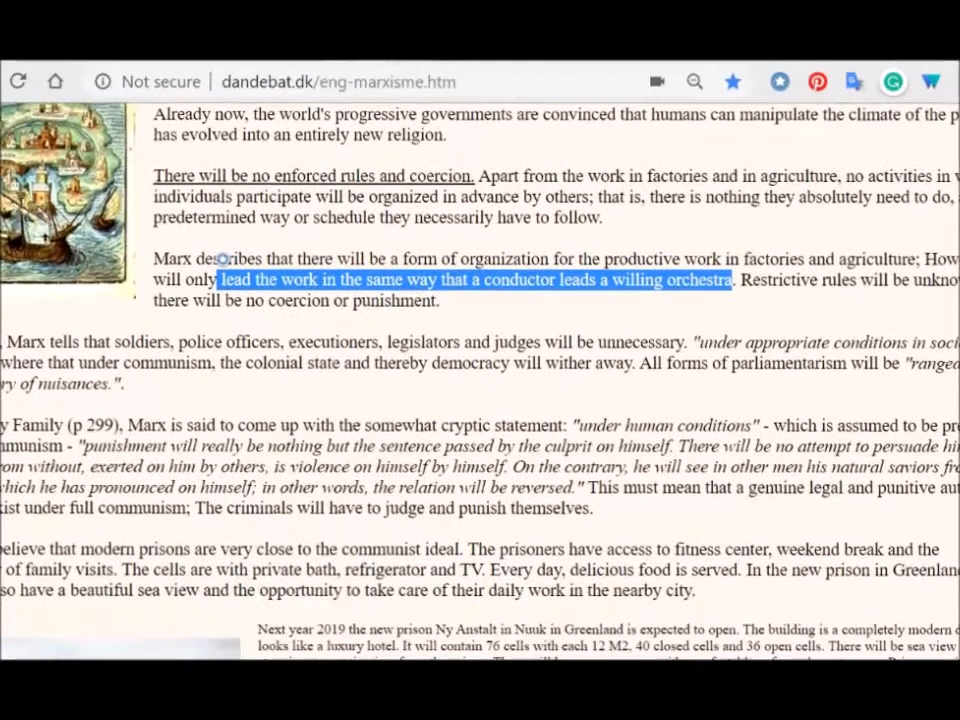 Not secure | dandebat.dk/eng-marxisme.htm
Already now, the world's progressive governments are convinced that humans can manipulate the climate of the p
has evolved into an entirely new religion.
There will be no enforced rules and coercion. Apart from the work in factories and in agriculture, no activities in w
individuals participate will be organized in advance by others; that is, there is nothing they absolutely need to do,
predetermined way or schedule they necessarily have to follow.
Marx describes that there will be a form of organization for the productive work in factories and agriculture; How
will only lead the work in the same way that a conductor leads a willing orchestra. Restrictive rules will be unkno
there will be no coercion or punishment.
, Marx tells that soldiers, police officers, executioners, legislators and judges will be unnecessary. "under appropriate conditions in soci
where that under communism, the colonial state and thereby democracy will wither away. All forms of parliamentarism will be "ranged
ry of nuisances.".
y Family (p 299), Marx is said to come up with the somewhat cryptic statement: "under human conditions" - which is assumed to be pre
mmunism - "punishment will really be nothing but the sentence passed by the culprit on himself. There will be no attempt to persuade hi
rom without, exerted on him by others, is violence on himself by himself. On the contrary, he will see in other men his natural saviors fr
which he has pronounced on himself; in other words, the relation will be reversed." This must mean that a genuine legal and punitive aut
xist under full communism; The criminals will have to judge and punish themselves.
believe that modern prisons are very close to the communist ideal. The prisoners have access to fitness center, weekend break and the
of family visits. The cells are with private bath, refrigerator and TV. Every day, delicious food is served. In the new prison in Greenlan
so have a beautiful sea view and the opportunity to take care of their daily work in the nearby city.
Next year 2019 the new prison Ny Anstalt in Nuuk in Greenland is expected to open. The building is a completely modern
looks like a luxury hotel. It will contain 76 cells with each 12 M2, 40 closed cells and 36 open cells. There will be sea view